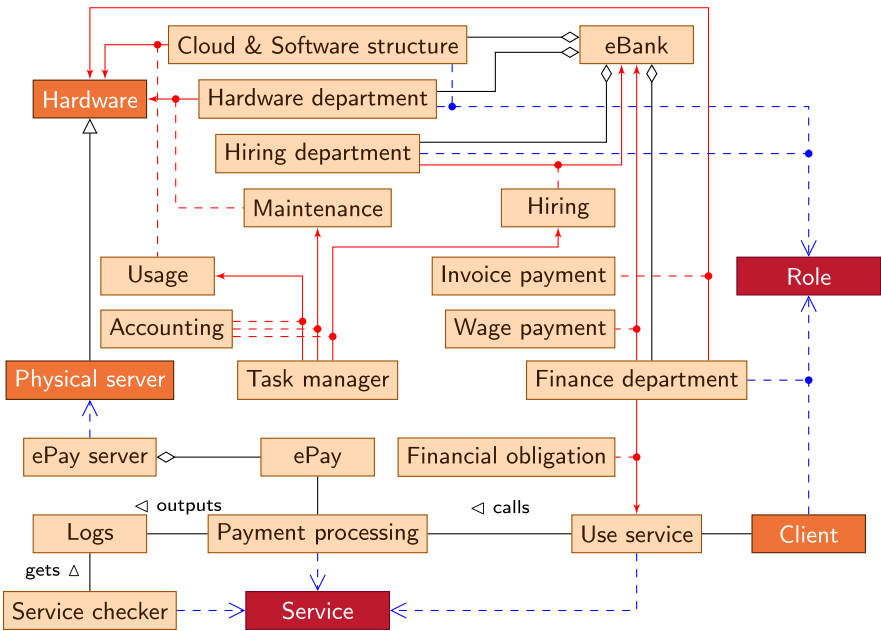 Cloud & Software structure
eBank
Hardware
Hardware department
Hiring department
Maintenance
Hiring
Usage
Invoice payment
Role
Accounting
Wage payment
Physical server
Task manager
Finance department
ePay server
ePay
Financial obligation
◁ outputs
◁ calls
Logs
Payment processing
Use service
Client
gets △
Service checker
Service